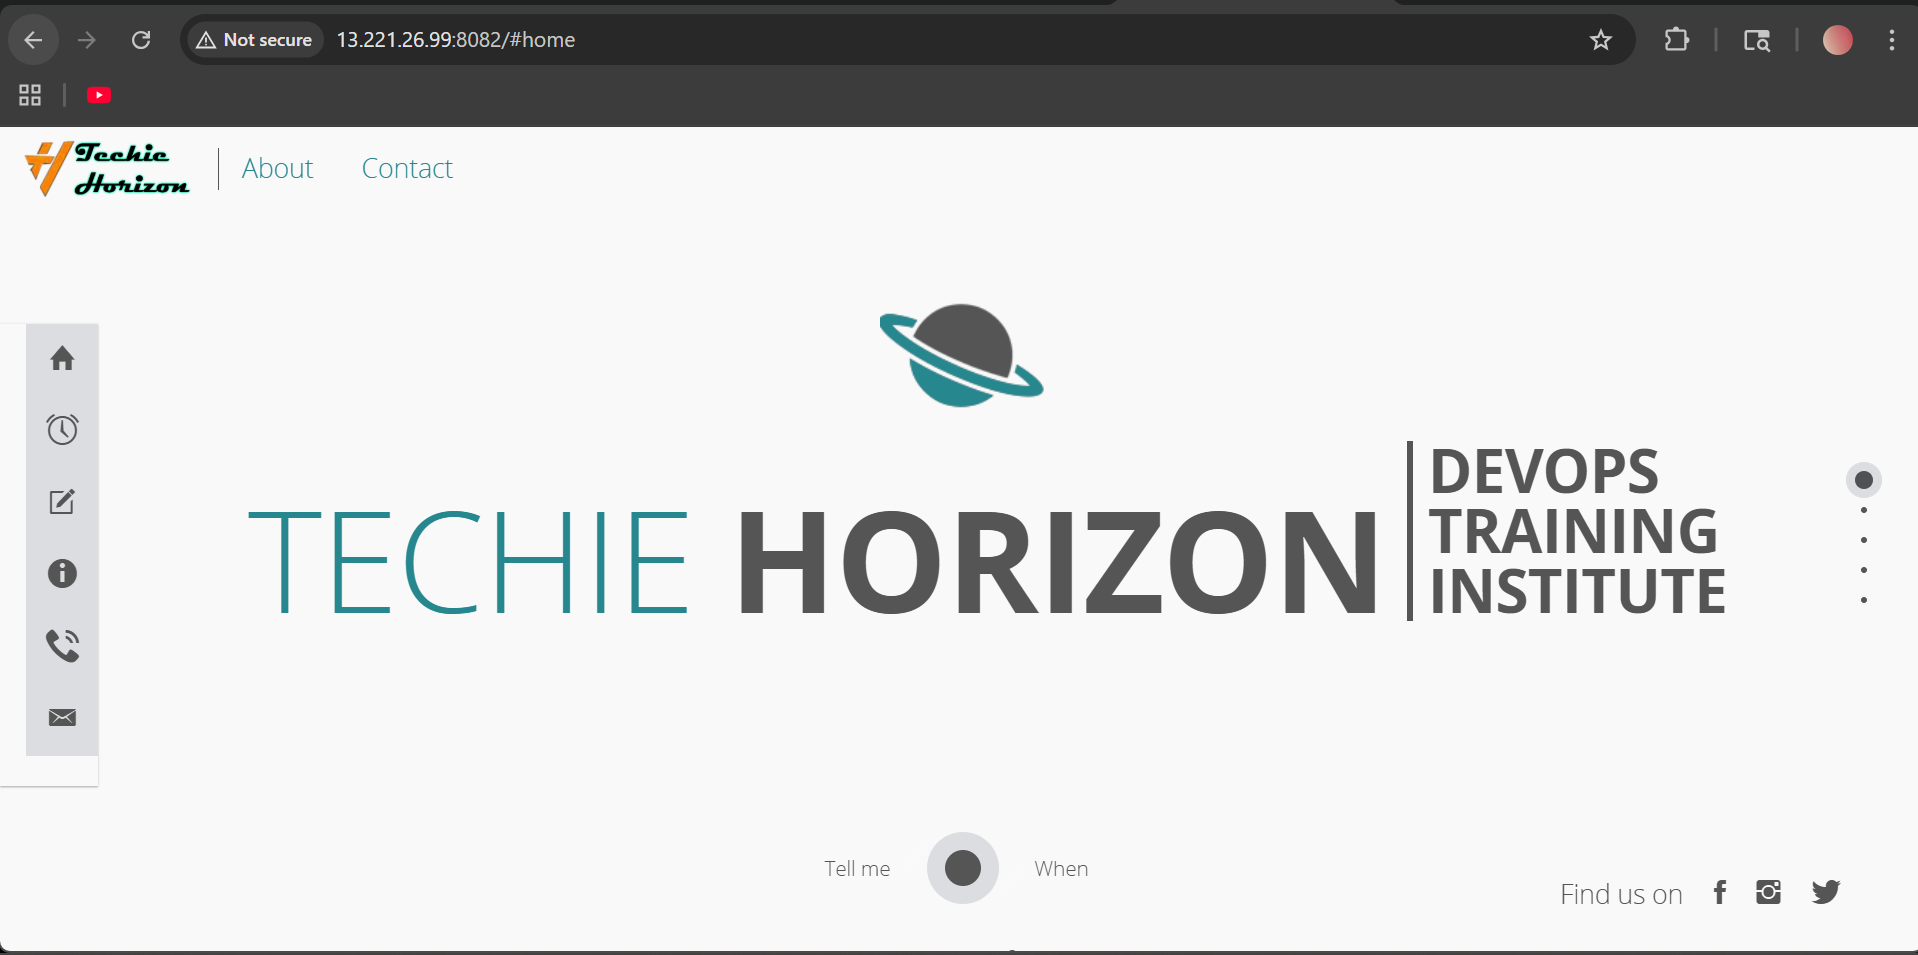 Not secure
13.221.26.99:8082/#home
Techie
Horizon
About
Contact
TECHIE HORIZON
DEVOPS
TRAINING
INSTITUTE
Tell me
When
Find us on